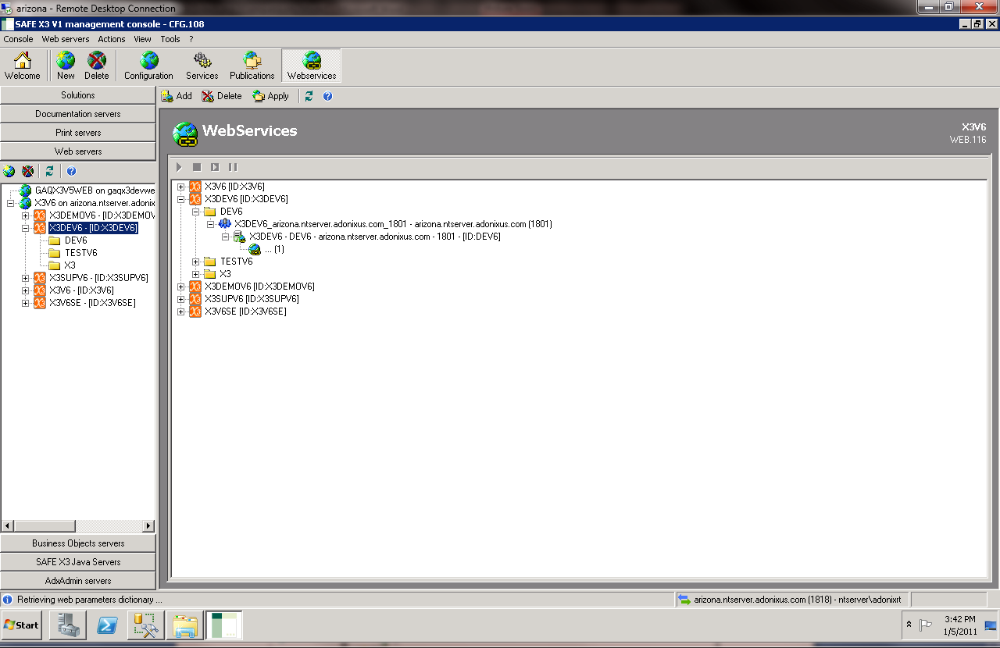 arizona - Remote Desktop Connection
SAFE X3 V1 management console - CFG.108
Console Web servers Actions View Tools ?
Welcome New Delete Configuration Services Publications Webservices
Solutions
Documentation servers
Print servers
Web servers
GAQX3V5WEB on gaqx3devwe
X3V6 on arizona.ntserver.adonix
X3DEMOV6 - [ID:X3DEMOV
X3DEV6 - [ID:X3DEV6]
DEV6
TESTV6
X3
X3SUPV6 - [ID:X3SUPV6]
X3V6 - [ID:X3V6]
X3V6SE - [ID:X3V6SE]
Business Objects servers
SAFE X3 Java Servers
AdxAdmin servers
Add Delete Apply
WebServices
X3V6
WEB.116
X3V6 [ID:X3V6]
X3DEV6 [ID:X3DEV6]
DEV6
X3DEV6_arizona.ntserver.adonixus.com_1801 - arizona.ntserver.adonixus.com (1801)
X3DEV6 - DEV6 - arizona.ntserver.adonixus.com - 1801 - [ID:DEV6]
... (1)
TESTV6
X3
X3DEMOV6 [ID:X3DEMOV6]
X3SUPV6 [ID:X3SUPV6]
X3V6SE [ID:X3V6SE]
Retrieving web parameters dictionary ...
arizona.ntserver.adonixus.com (1818) - ntserver\adonixrt
Start
3:42 PM
1/5/2011